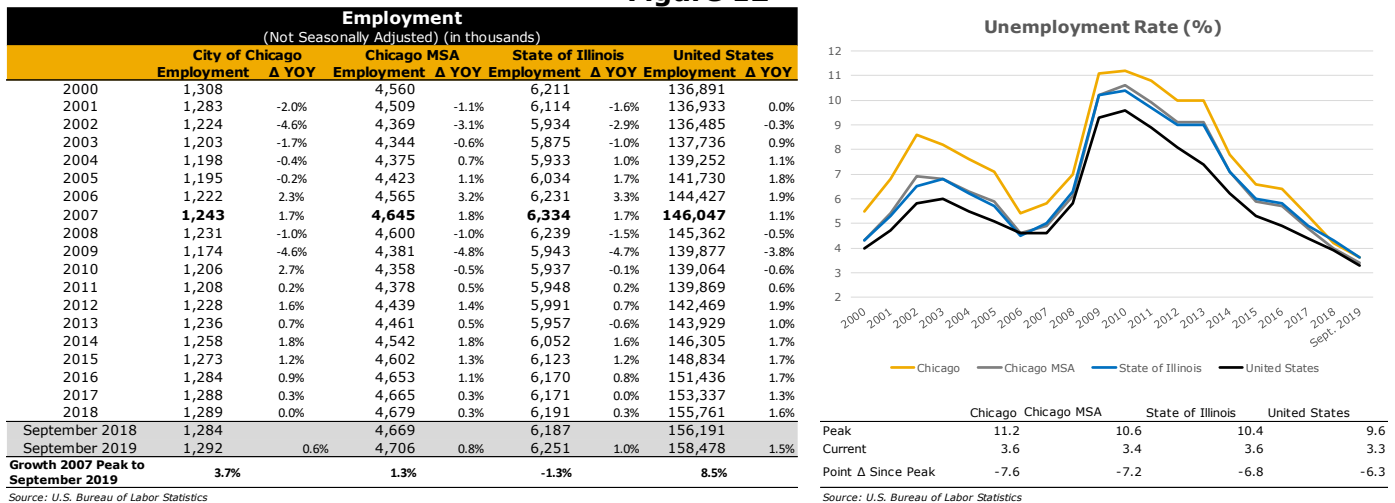 Employment
(Not Seasonally Adjusted) (in thousands)
City of Chicago Chicago MSA State of Illinois United States
Employment Δ YOY Employment Δ YOY Employment Δ YOY Employment Δ YOY
2000 1,308 4,560 6,211 136,891
2001 1,283 -2.0% 4,509 -1.1% 6,114 -1.6% 136,933 0.0%
2002 1,224 -4.6% 4,369 -3.1% 5,934 -2.9% 136,485 -0.3%
2003 1,203 -1.7% 4,344 -0.6% 5,875 -1.0% 137,736 0.9%
2004 1,198 -0.4% 4,375 0.7% 5,933 1.0% 139,252 1.1%
2005 1,195 -0.2% 4,423 1.1% 6,034 1.7% 141,730 1.8%
2006 1,222 2.3% 4,565 3.2% 6,231 3.3% 144,427 1.9%
2007 1,243 1.7% 4,645 1.8% 6,334 1.7% 146,047 1.1%
2008 1,231 -1.0% 4,600 -1.0% 6,239 -1.5% 145,362 -0.5%
2009 1,174 -4.6% 4,381 -4.8% 5,943 -4.7% 139,877 -3.8%
2010 1,206 2.7% 4,358 -0.5% 5,937 -0.1% 139,064 -0.6%
2011 1,208 0.2% 4,378 0.5% 5,948 0.2% 139,869 0.6%
2012 1,228 1.6% 4,439 1.4% 5,991 0.7% 142,469 1.9%
2013 1,236 0.7% 4,461 0.5% 5,957 -0.6% 143,929 1.0%
2014 1,258 1.8% 4,542 1.8% 6,052 1.6% 146,305 1.7%
2015 1,273 1.2% 4,602 1.3% 6,123 1.2% 148,834 1.7%
2016 1,284 0.9% 4,653 1.1% 6,170 0.8% 151,436 1.7%
2017 1,288 0.3% 4,665 0.3% 6,171 0.0% 153,337 1.3%
2018 1,289 0.0% 4,679 0.3% 6,191 0.3% 155,761 1.6%
September 2018 1,284 4,669 6,187 156,191
September 2019 1,292 0.6% 4,706 0.8% 6,251 1.0% 158,478 1.5%
Growth 2007 Peak to
September 2019 3.7% 1.3% -1.3% 8.5%
Source: U.S. Bureau of Labor Statistics
Unemployment Rate (%)
12
11
10
9
8
7
6
5
4
3
2
2000 2001 2002 2003 2004 2005 2006 2007 2008 2009 2010 2011 2012 2013 2014 2015 2016 2017 2018 Sept. 2019
Chicago Chicago MSA State of Illinois United States
Chicago Chicago MSA State of Illinois United States
Peak 11.2 10.6 10.4 9.6
Current 3.6 3.4 3.6 3.3
Point Δ Since Peak -7.6 -7.2 -6.8 -6.3
Source: U.S. Bureau of Labor Statistics